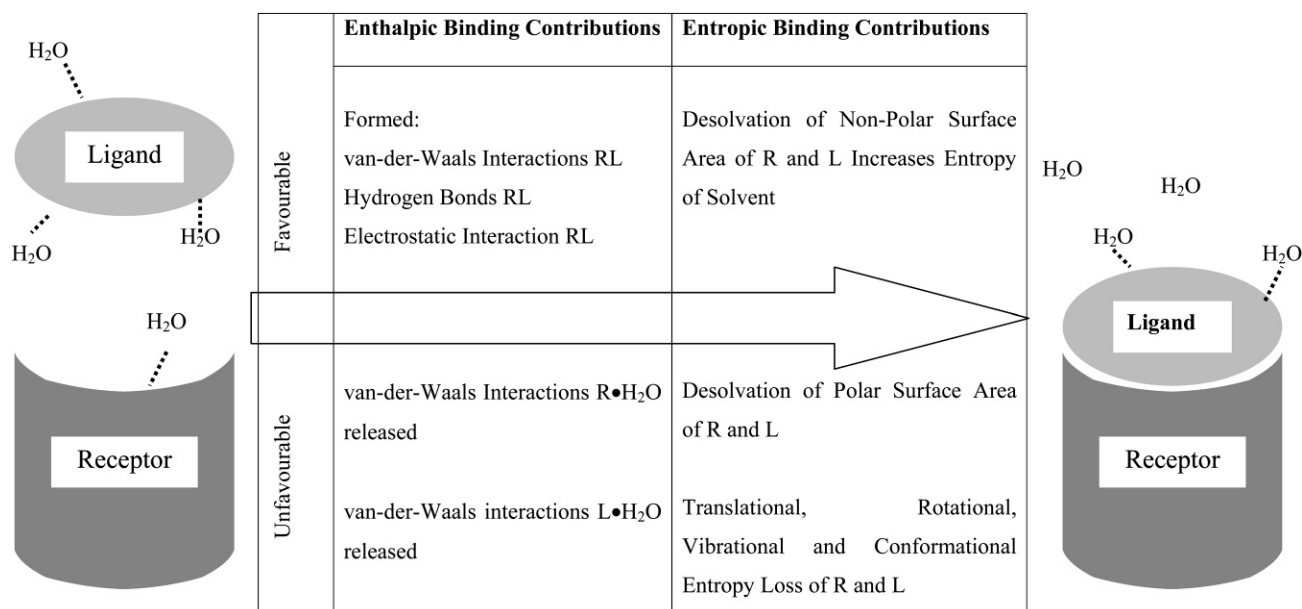 H₂O
Ligand
H₂O
H₂O
H₂O
Receptor
Enthalpic Binding Contributions
Entropic Binding Contributions
Favourable
Formed:
van-der-Waals Interactions RL
Hydrogen Bonds RL
Electrostatic Interaction RL
Desolvation of Non-Polar Surface
Area of R and L Increases Entropy
of Solvent
Unfavourable
van-der-Waals Interactions R•H₂O
released
van-der-Waals interactions L•H₂O
released
Desolvation of Polar Surface Area
of R and L
Translational, Rotational,
Vibrational and Conformational
Entropy Loss of R and L
H₂O
H₂O
H₂O
H₂O
Ligand
Receptor